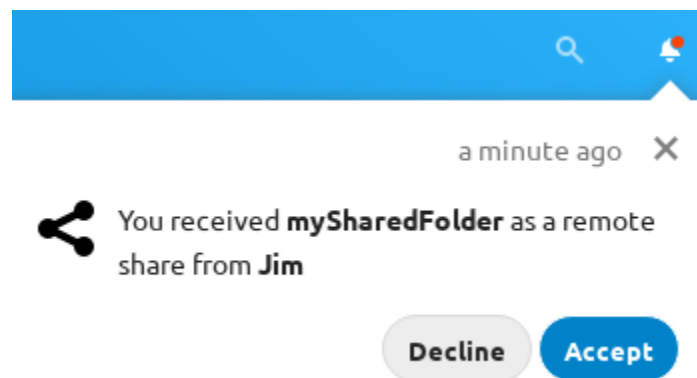 a minute ago
You received mySharedFolder as a remote
share from Jim
Decline Accept